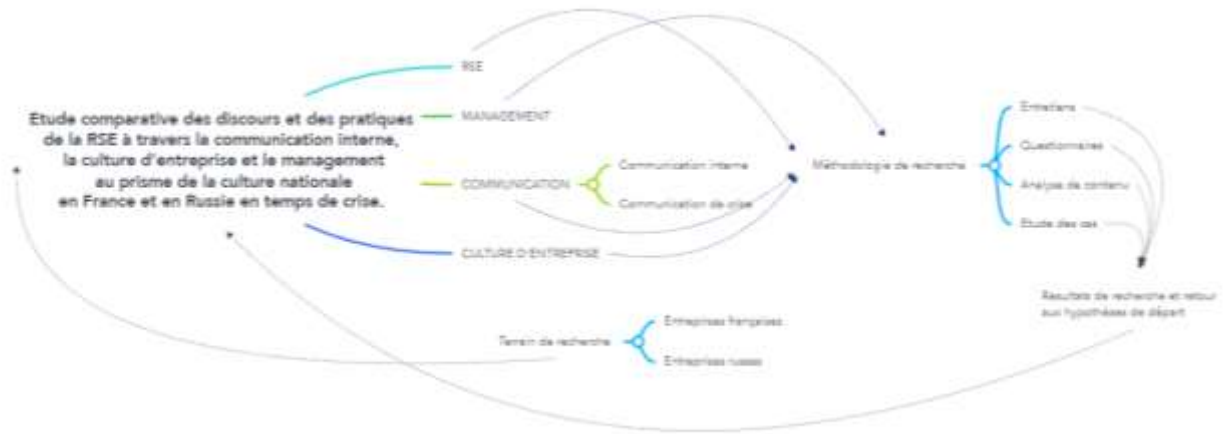 Etude comparative des discours et des pratiques
de la RSE à travers la communication interne,
la culture d'entreprise et le management
au prisme de la culture nationale
en France et en Russie en temps de crise.
RSE
MANAGEMENT
COMMUNICATION
Communication interne
Communication de crise
CULTURE D'ENTREPRISE
Méthodologie de recherche
Entretiens
Questionnaires
Analyse de contenu
Etude des cas
Résultats de recherche et retour
aux hypothèses de départ
Terrain de recherche
Entreprises françaises
Entreprises russes